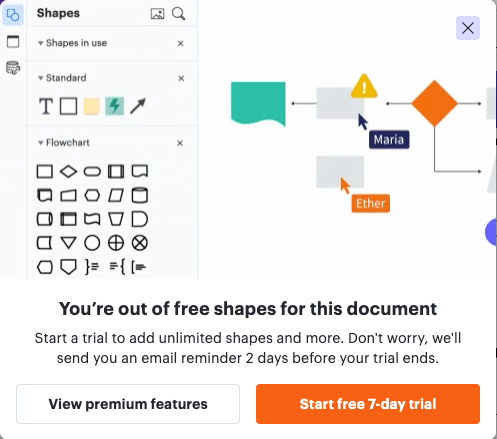 Shapes
Shapes in use
Standard
T
Flowchart
Maria
Ether
You’re out of free shapes for this document
Start a trial to add unlimited shapes and more. Don't worry, we'll
send you an email reminder 2 days before your trial ends.
View premium features
Start free 7-day trial